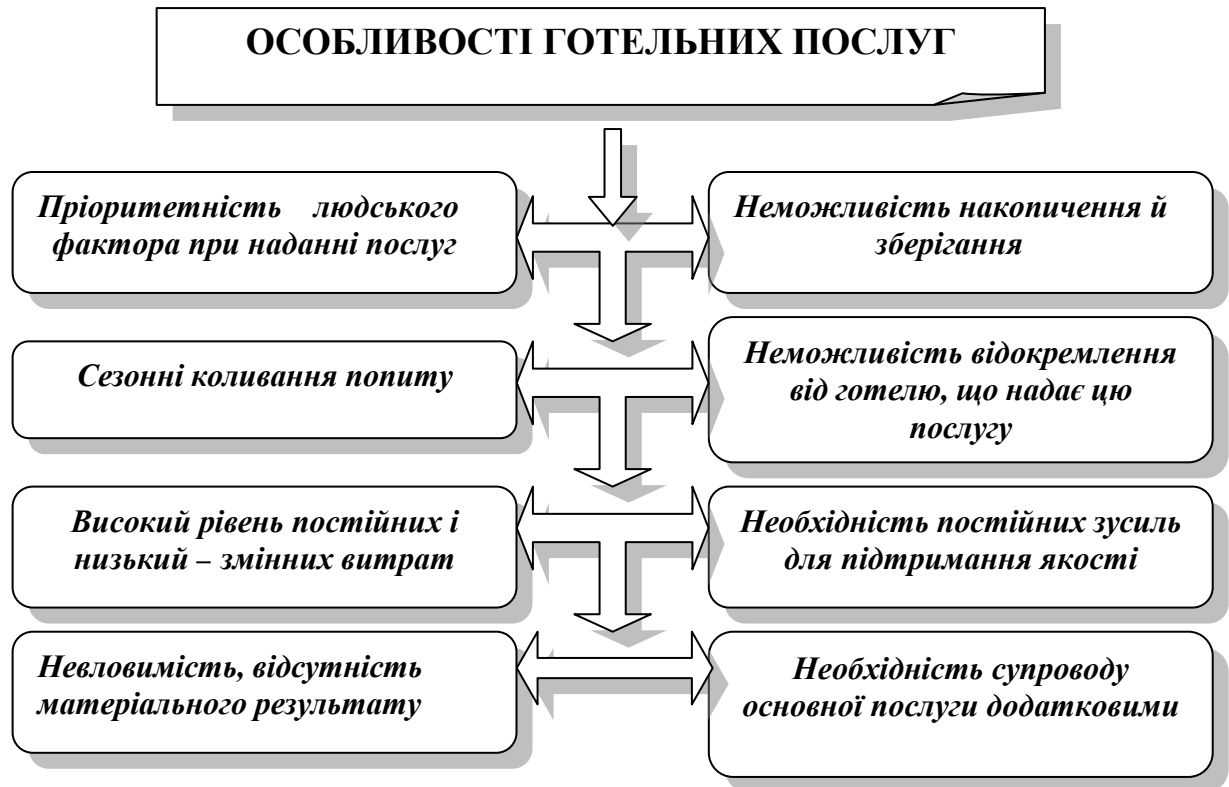 ОСОБЛИВОСТІ ГОТЕЛЬНИХ ПОСЛУГ
Пріоритетність людського
фактора при наданні послуг
Неможливість накопичення й
зберігання
Сезонні коливання попиту
Неможливість відокремлення
від готелю, що надає цю
послугу
Високий рівень постійних і
низький – змінних витрат
Необхідність постійних зусиль
для підтримання якості
Невловимість, відсутність
матеріального результату
Необхідність супроводу
основної послуги додатковими